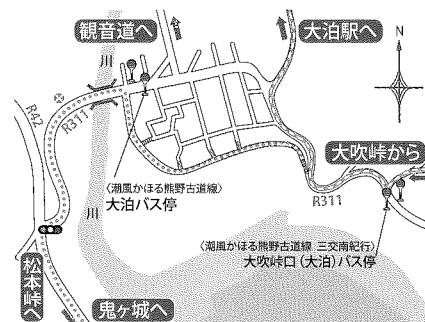 観音道へ
大泊駅へ
N
川
R42
R311
大吹峠から
〈潮風かほる熊野古道線〉
大泊バス停
R311
川
〈潮風かほる熊野古道線 三交南紀行〉
大吹峠口(大泊)バス停
松本峠へ
鬼ヶ城へ